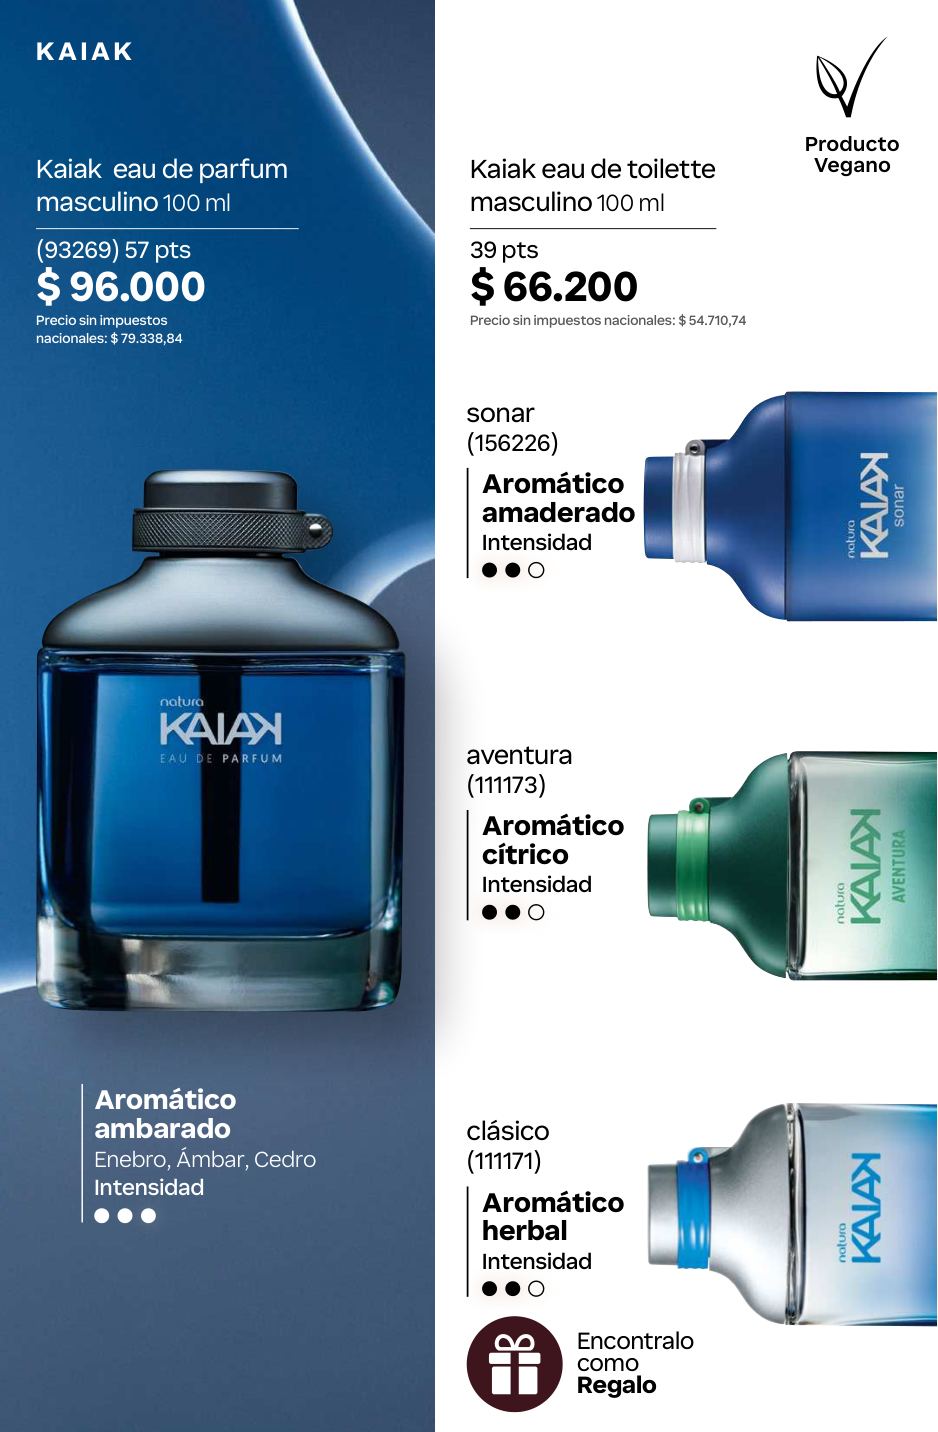 KAIAK
Kaiak eau de parfum
masculino 100 ml
(93269) 57 pts
$ 96.000
Precio sin impuestos
nacionales: $ 79.338,84
natura
KAIAK
EAU DE PARFUM
Aromático
ambarado
Enebro, Ámbar, Cedro
Intensidad
Producto
Vegano
Kaiak eau de toilette
masculino 100 ml
39 pts
$ 66.200
Precio sin impuestos nacionales: $ 54.710,74
sonar
(156226)
Aromático
amaderado
Intensidad
natura
KAIAK
sonar
aventura
(111173)
Aromático
cítrico
Intensidad
natura
KAIAK
AVENTURA
clásico
(111171)
Aromático
herbal
Intensidad
natura
KAIAK
Encontralo
como
Regalo